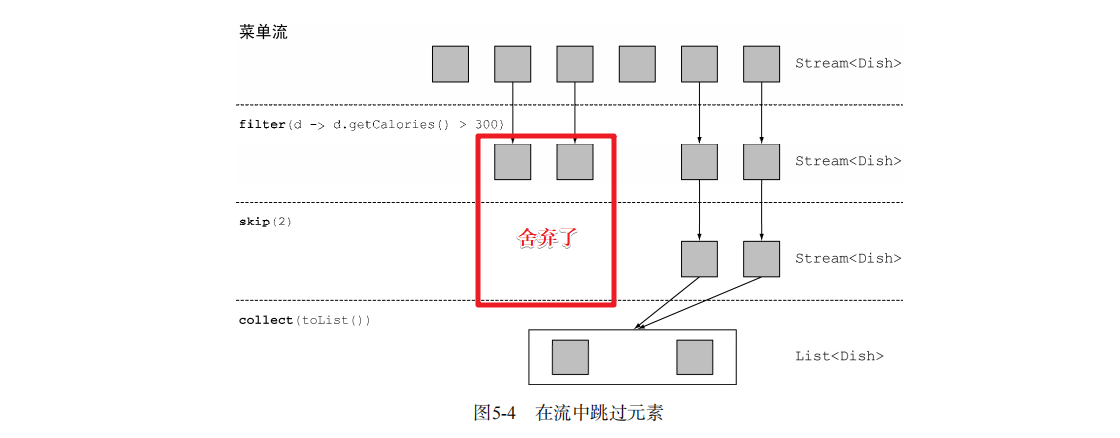 菜单流
Stream<Dish>
filter(d -> d.getCalories() > 300)
Stream<Dish>
skip(2)
舍弃了
Stream<Dish>
collect(toList())
List<Dish>
图5-4 在流中跳过元素